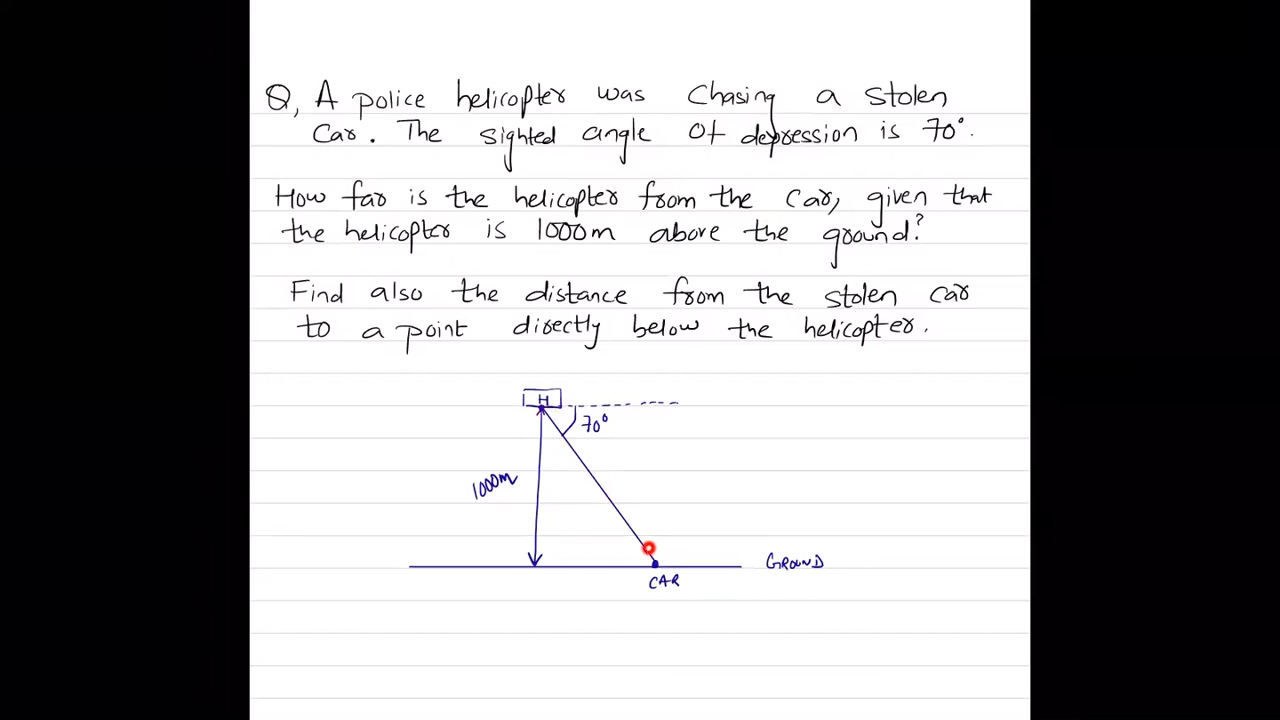 Q, A police helicopter was chasing a stolen
Car. The sighted angle of depression is 70°.
How far is the helicopter from the car, given that
the helicopter is 1000m above the ground?
Find also the distance from the stolen car
to a point directly below the helicopter.
H
70°
1000m
GROUND
CAR